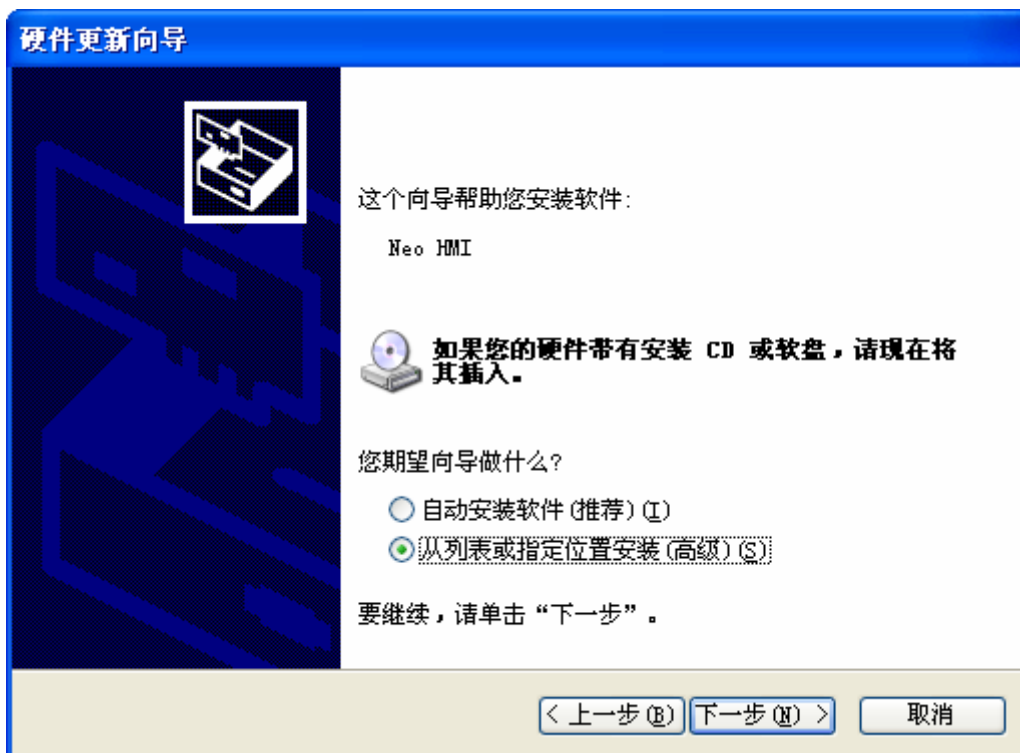 硬件更新向导
这个向导帮助您安装软件:
Neo HMI
如果您的硬件带有安装 CD 或软盘,请现在将
其插入。
您期望向导做什么?
自动安装软件(推荐)(I)
从列表或指定位置安装(高级)(S)
要继续,请单击“下一步”。
< 上一步(B) 下一步(N) > 取消